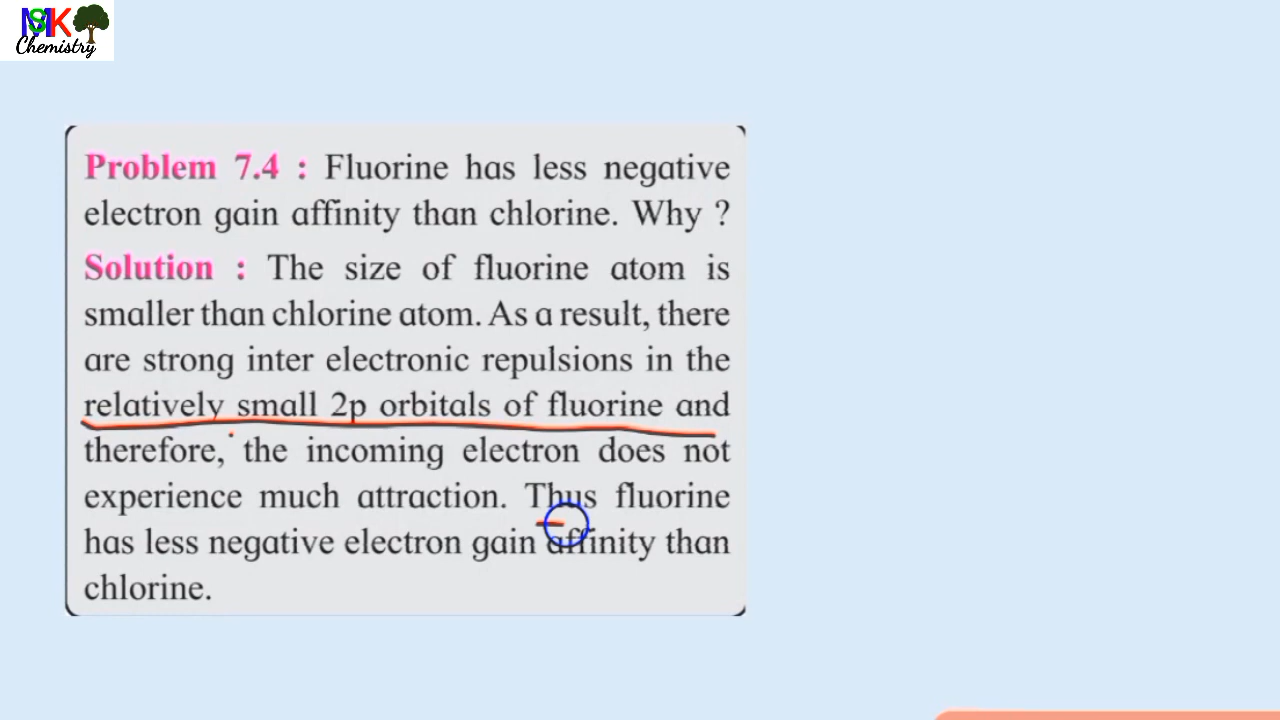 MSK
Chemistry
Problem 7.4 : Fluorine has less negative
electron gain affinity than chlorine. Why ?
Solution : The size of fluorine atom is
smaller than chlorine atom. As a result, there
are strong inter electronic repulsions in the
relatively small 2p orbitals of fluorine and
therefore, the incoming electron does not
experience much attraction. Thus fluorine
has less negative electron gain affinity than
chlorine.